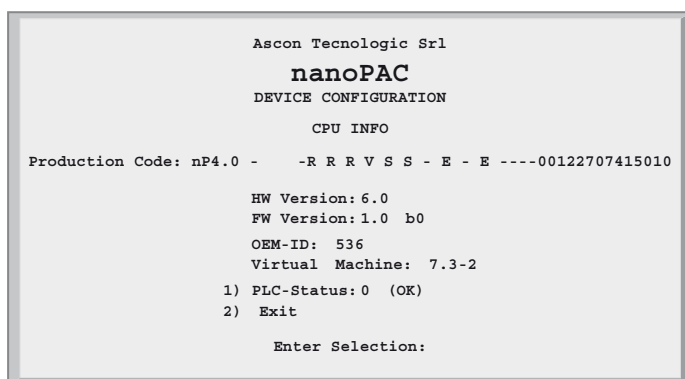 Ascon Tecnologic Srl
nanoPAC
DEVICE CONFIGURATION
CPU INFO
Production Code: nP4.0 - -R R R V S S - E - E ----00122707415010
HW Version: 6.0
FW Version: 1.0 b0
OEM-ID: 536
Virtual Machine: 7.3-2
1) PLC-Status: 0 (OK)
2) Exit
Enter Selection: